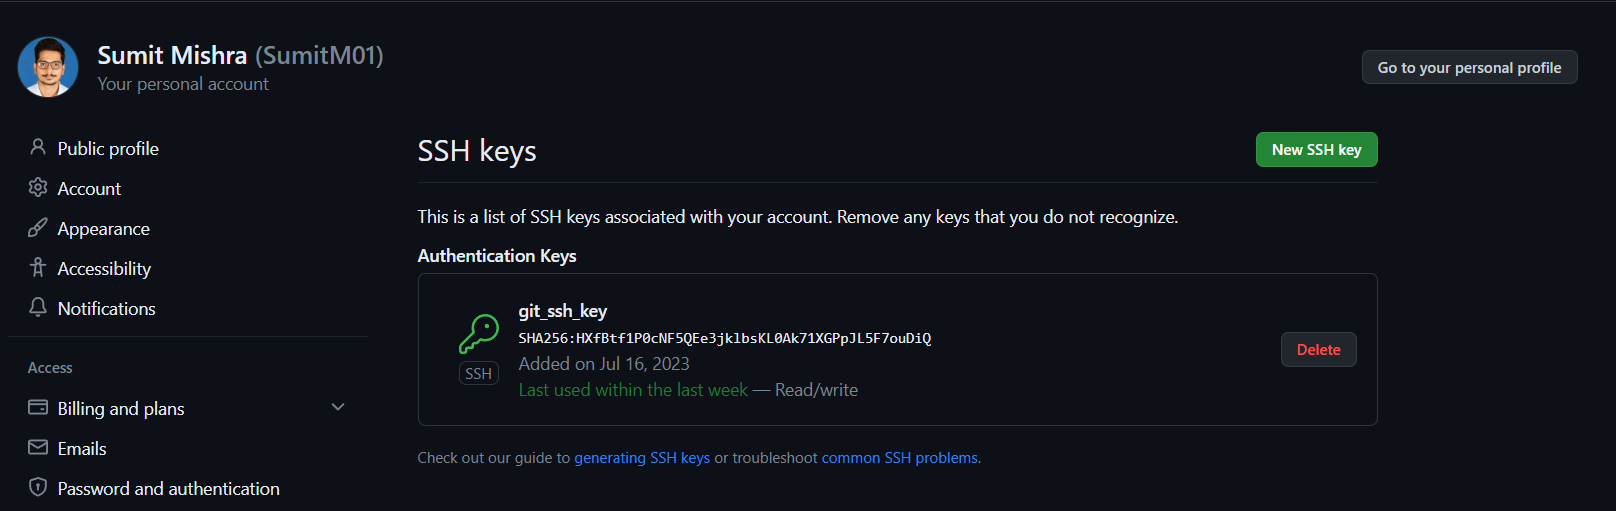 Sumit Mishra (SumitM01)
Your personal account
Go to your personal profile
Public profile
Account
Appearance
Accessibility
Notifications
Access
Billing and plans
Emails
Password and authentication
SSH keys
New SSH key
This is a list of SSH keys associated with your account. Remove any keys that you do not recognize.
Authentication Keys
git_ssh_key
SHA256:HXfBtf1P0cNF5QEe3jklbsKL0Ak71XGPpJL5F7ouDiQ
Added on Jul 16, 2023
Last used within the last week — Read/write
SSH
Delete
Check out our guide to generating SSH keys or troubleshoot common SSH problems.